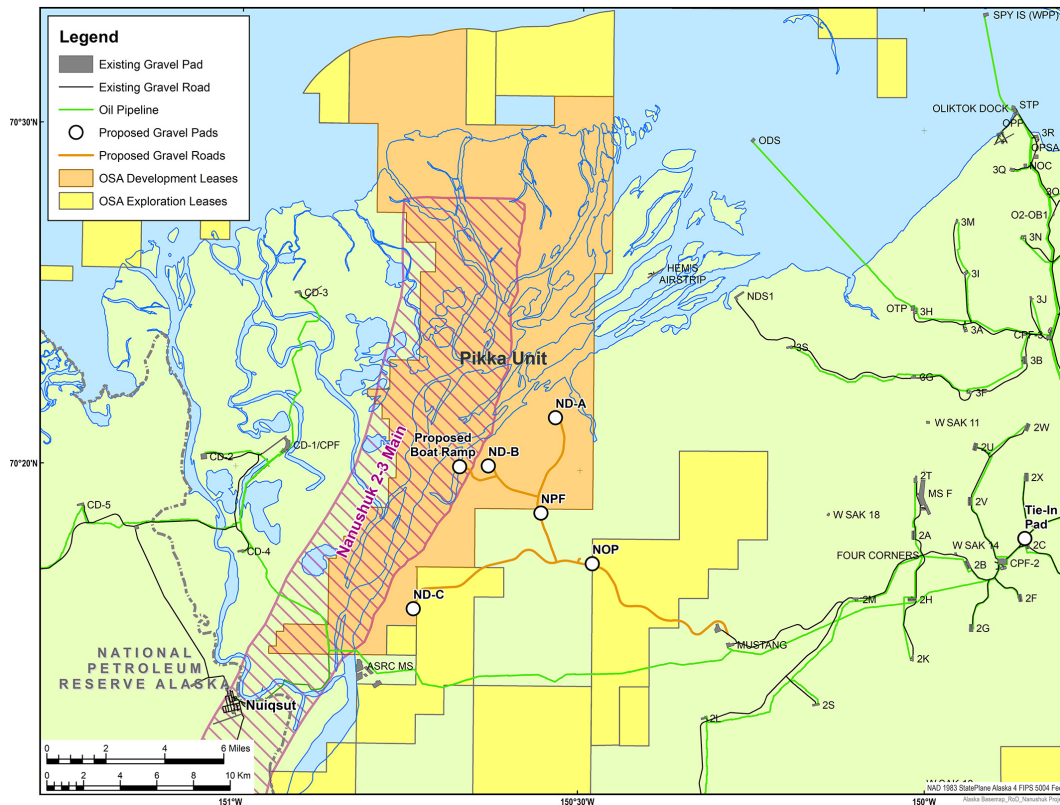 Legend
Existing Gravel Pad
Existing Gravel Road
Oil Pipeline
Proposed Gravel Pads
Proposed Gravel Roads
OSA Development Leases
OSA Exploration Leases
70°30'
70°20'
SPY IS (WPP)
OLIKTOK DOCK
STP
OPP
3R
OPSA
NOC
3Q
3O
O2-OB1
3M
3N
ODS
HEM'S
AIRSTRIP
3I
NDS1
OTP
3H
3J
3A
CPF-3
3S
3B
3G
3F
CD-3
Pikka Unit
ND-A
W SAK 11
2W
Proposed
Boat Ramp
ND-B
CD-1/CPF
CD-2
2U
2T
MS F
2X
Nanushuk 2-3 Main
CD-5
NPF
2V
W SAK 18
Tie-In
Pad
2A
CD-4
NOP
FOUR CORNERS
W SAK 14
2C
2B
CPF-2
ND-C
2M
2H
2F
2G
MUSTANG
NATIONAL
PETROLEUM
RESERVE ALASKA
ASRC MS
2K
Nuiqsut
2L
2S
0 2 4 6 Miles
0 2 4 6 8 10 Km
151°W
150°30'W
150°W
NAD 1983 StatePlane Alaska 4 FIPS 5004 Fee
Alaska Basemap_RoD_Nanushuk Proj